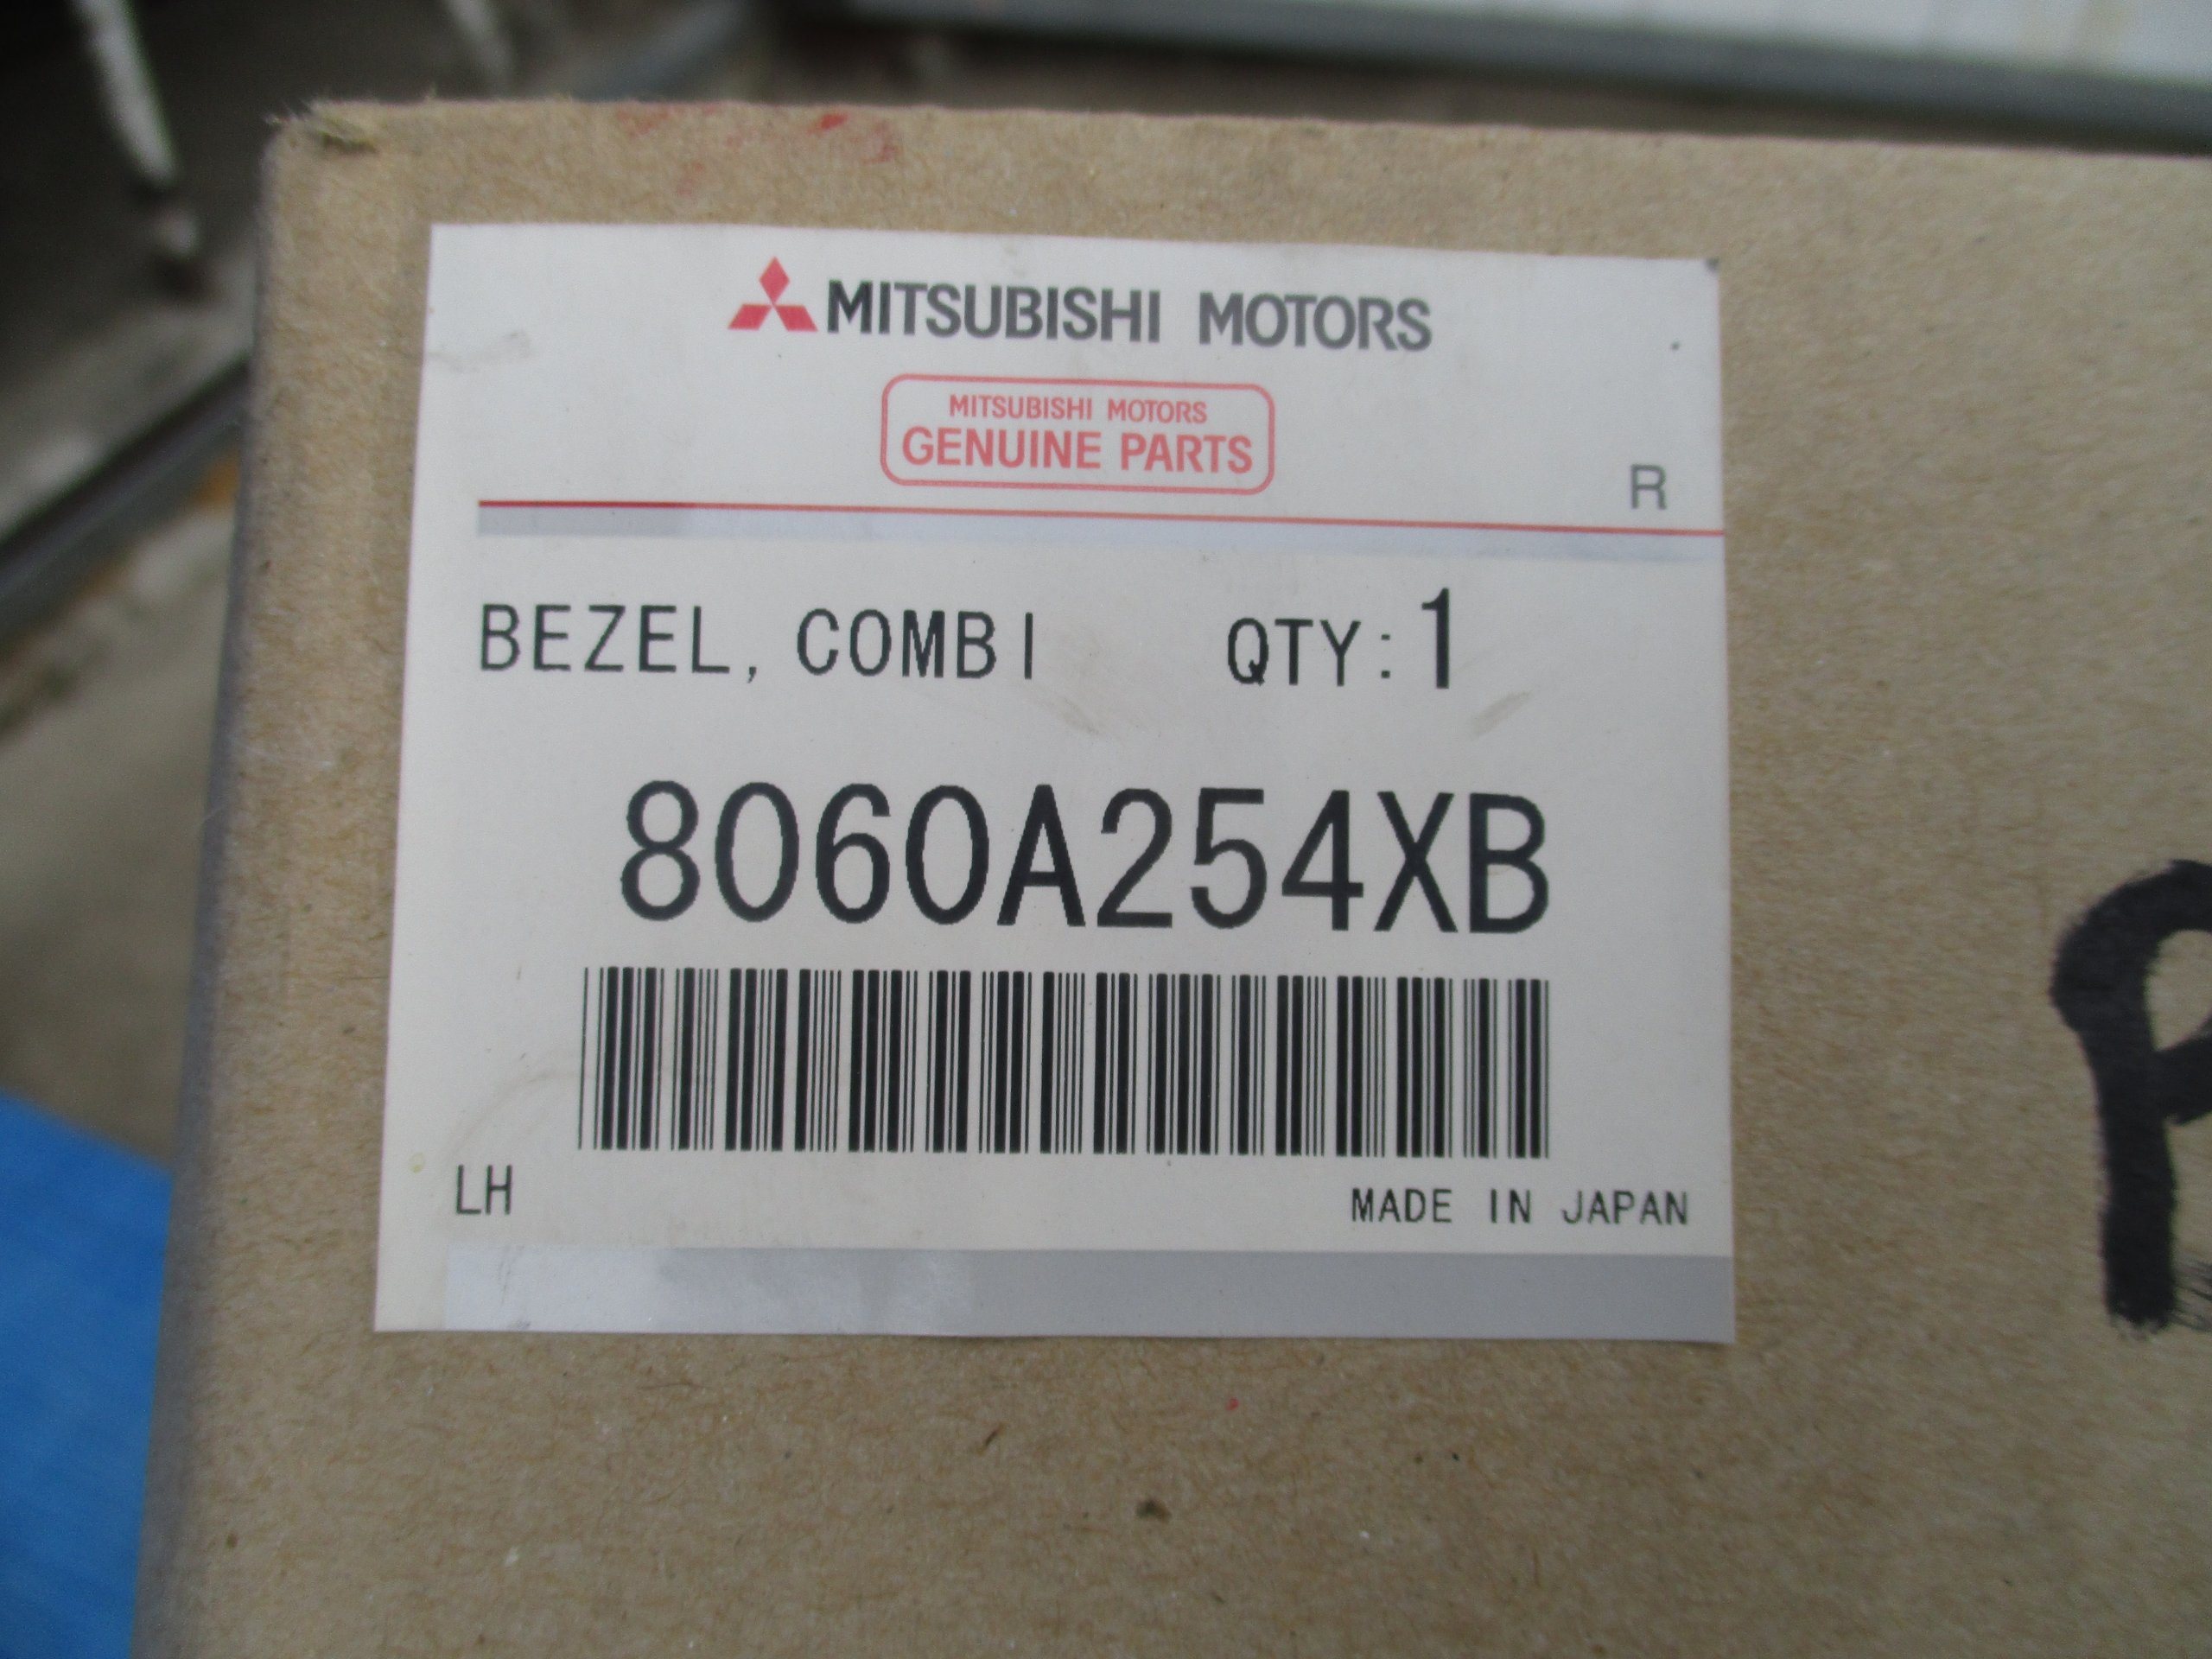 MITSUBISHI MOTORS
MITSUBISHI MOTORS
GENUINE PARTS
R
BEZEL, COMBI QTY: 1
8060A254XB
LH MADE IN JAPAN